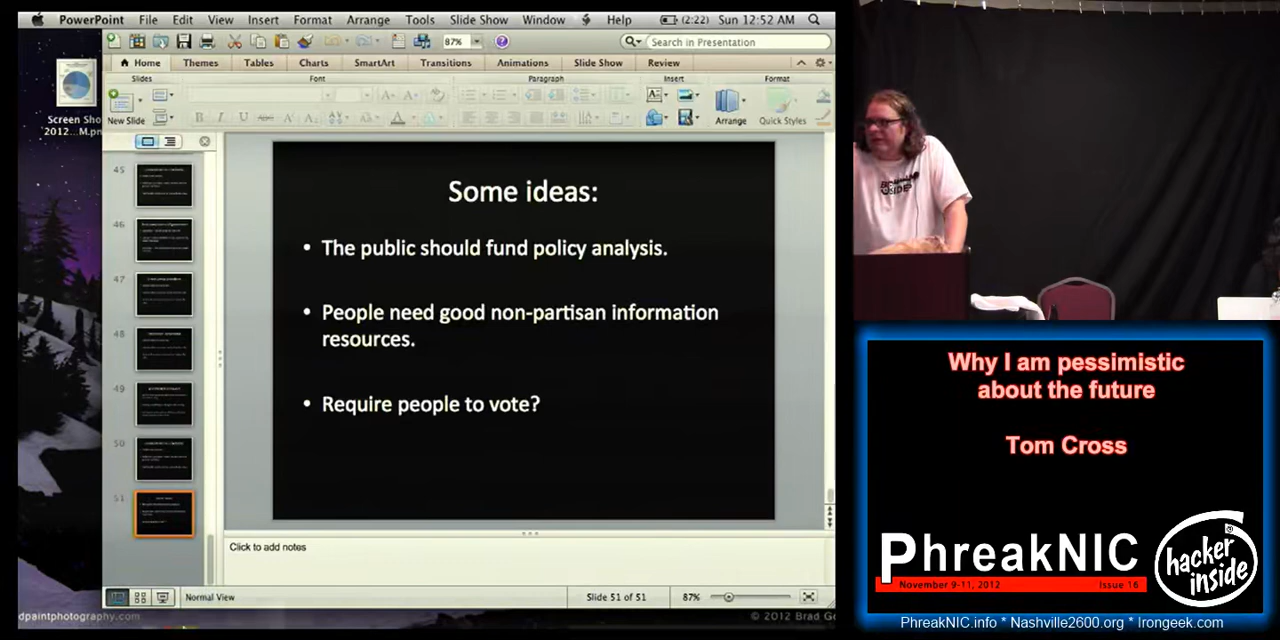 PowerPoint File Edit View Insert Format Arrange Tools Slide Show Window Help (2:22) Sun 12:52 AM
87% Search in Presentation
Home Themes Tables Charts SmartArt Transitions Animations Slide Show Review
Slides Font Paragraph Insert Format
New Slide Arrange Quick Styles
Screen Sho
2012...M.pn
45
46
47
48
49
50
51
Some ideas:
• The public should fund policy analysis.
• People need good non-partisan information
resources.
• Require people to vote?
Click to add notes
Normal View Slide 51 of 51 87%
dpaintphotography.com © 2012 Brad Go
Why I am pessimistic
about the future
Tom Cross
PhreakNIC
November 9-11, 2012 Issue 16
hacker
inside
PhreakNIC.info * Nashville2600.org * Irongeek.com